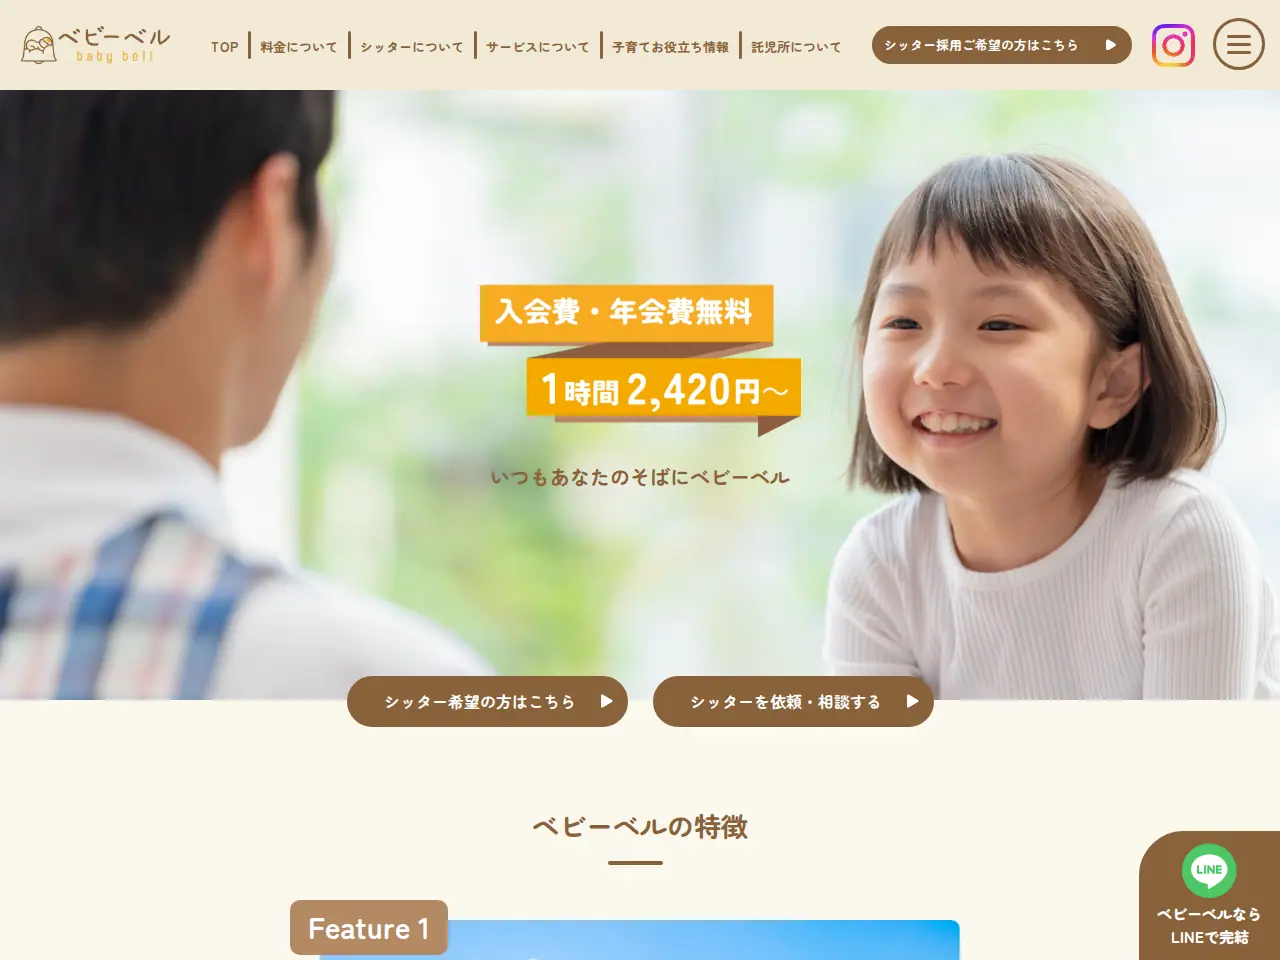 ベビーベル
baby bell
TOP
料金について
シッターについて
サービスについて
子育てお役立ち情報
託児所について
シッター採用ご希望の方はこちら
入会費・年会費無料
1時間 2,420円〜
いつもあなたのそばにベビーベル
シッター希望の方はこちら
シッターを依頼・相談する
ベビーベルの特徴
Feature 1
LINE
ベビーベルなら
LINEで完結